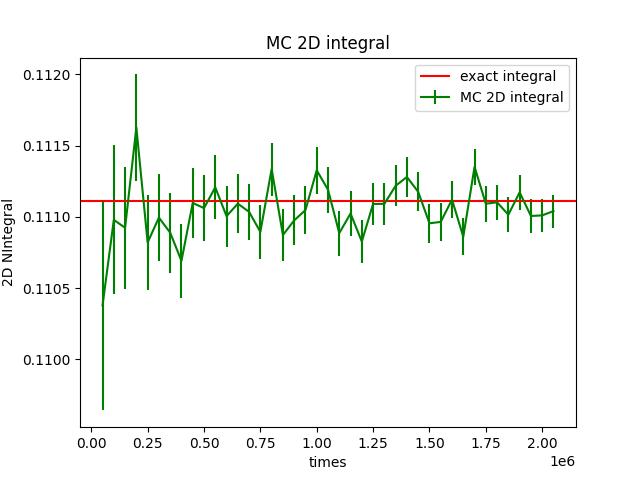 MC 2D integral
exact integral
MC 2D integral
0.1120
0.1115
0.1110
0.1105
0.1100
2D NIntegral
0.00 0.25 0.50 0.75 1.00 1.25 1.50 1.75 2.00
times
1e6